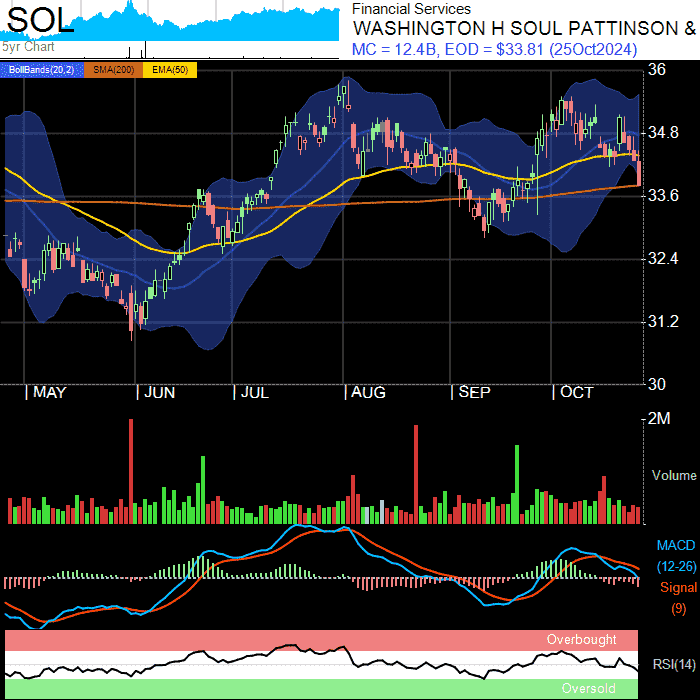 SOL
5yr Chart
Financial Services
WASHINGTON H SOUL PATTINSON &
MC = 12.4B, EOD = $33.81 (25Oct2024)
BollBands(20,2) SMA(200) EMA(50)
36
34.8
33.6
32.4
31.2
30
| MAY | JUN | JUL | AUG | SEP | OCT
2M
Volume
MACD
(12-26)
Signal
(9)
Overbought
RSI(14)
Oversold